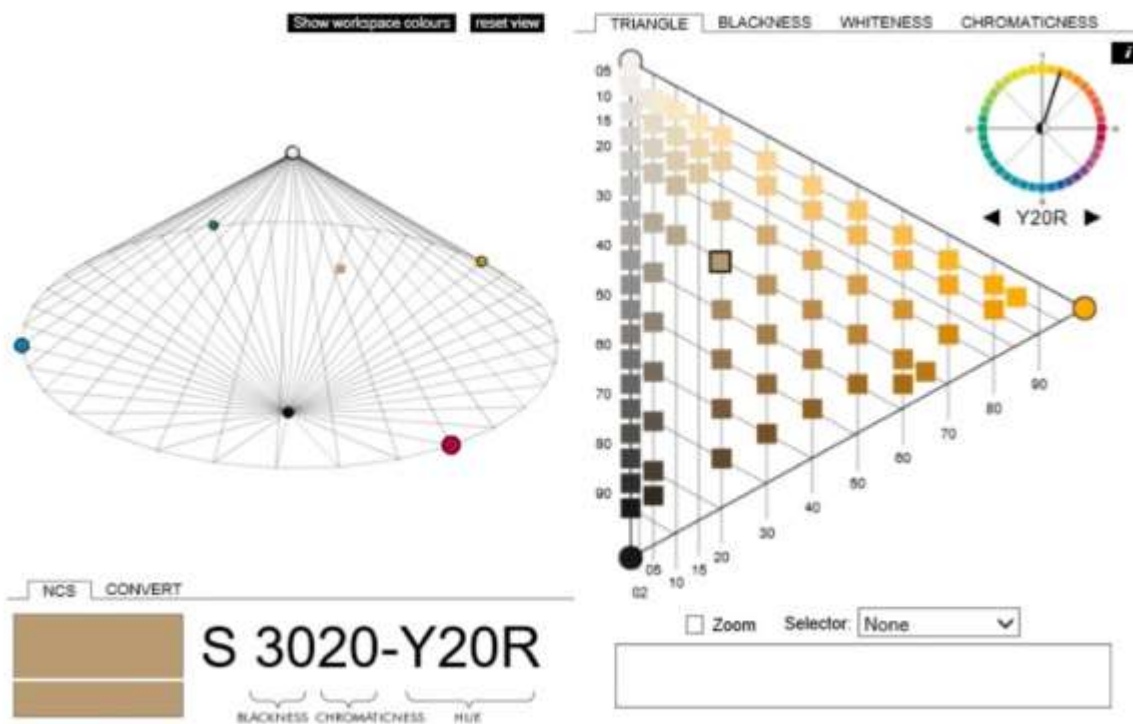 Show workspace colours reset view
TRIANGLE BLACKNESS WHITENESS CHROMATICNESS
i
05
10
15
20
30
40
50
60
70
80
90
Y20R
90
80
70
60
50
40
30
20
15
10
05
02
NCS CONVERT
S 3020-Y20R
BLACKNESS CHROMATICNESS HUE
Zoom Selector: None